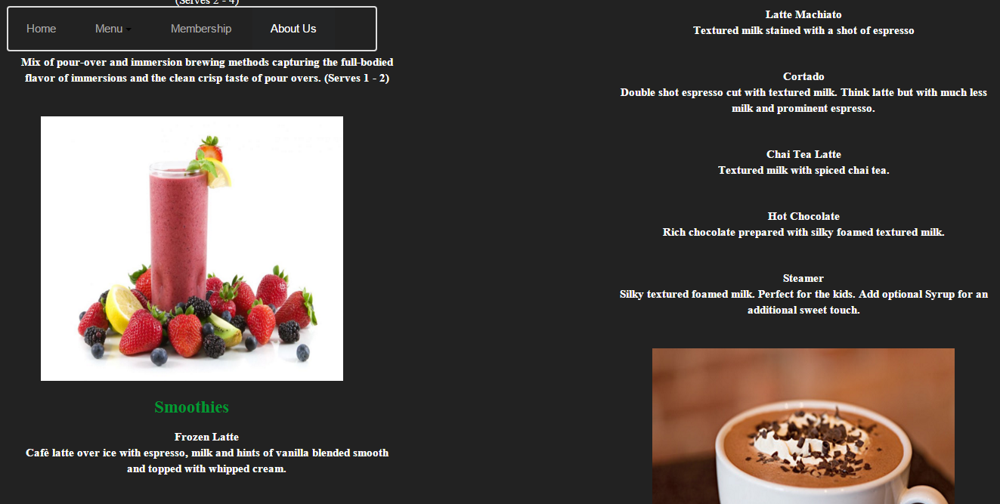 (Serves 2 - 4)
Home
Menu
Membership
About Us
Mix of pour-over and immersion brewing methods capturing the full-bodied
flavor of immersions and the clean crisp taste of pour overs. (Serves 1 - 2)
Smoothies
Frozen Latte
Cafè latte over ice with espresso, milk and hints of vanilla blended smooth
and topped with whipped cream.
Latte Machiato
Textured milk stained with a shot of espresso
Cortado
Double shot espresso cut with textured milk. Think latte but with much less
milk and prominent espresso.
Chai Tea Latte
Textured milk with spiced chai tea.
Hot Chocolate
Rich chocolate prepared with silky foamed textured milk.
Steamer
Silky textured foamed milk. Perfect for the kids. Add optional Syrup for an
additional sweet touch.